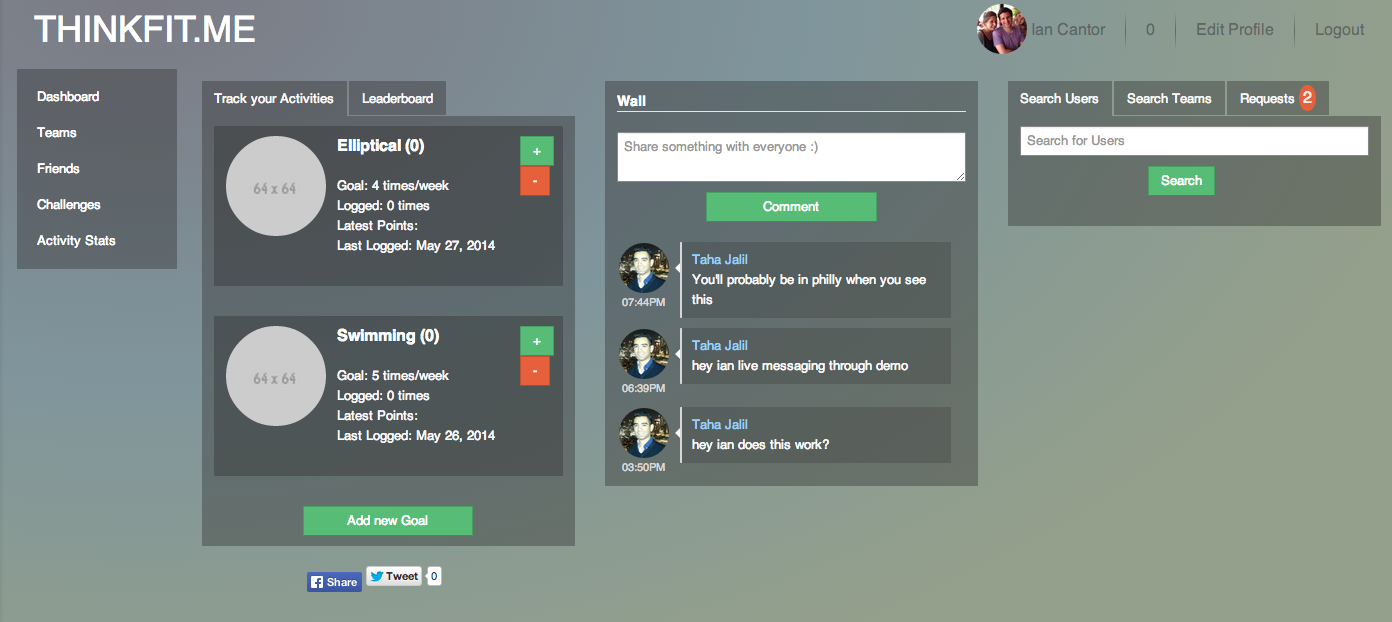 THINKFIT.ME
Ian Cantor
0
Edit Profile
Logout
Dashboard
Teams
Friends
Challenges
Activity Stats
Track your Activities
Leaderboard
64 x 64
Elliptical (0)
+
-
Goal: 4 times/week
Logged: 0 times
Latest Points:
Last Logged: May 27, 2014
64 x 64
Swimming (0)
+
-
Goal: 5 times/week
Logged: 0 times
Latest Points:
Last Logged: May 26, 2014
Add new Goal
Share
Tweet
0
Wall
Share something with everyone :)
Comment
Taha Jalil
You'll probably be in philly when you see
this
07:44PM
Taha Jalil
hey ian live messaging through demo
06:39PM
Taha Jalil
hey ian does this work?
03:50PM
Search Users
Search Teams
Requests 2
Search for Users
Search